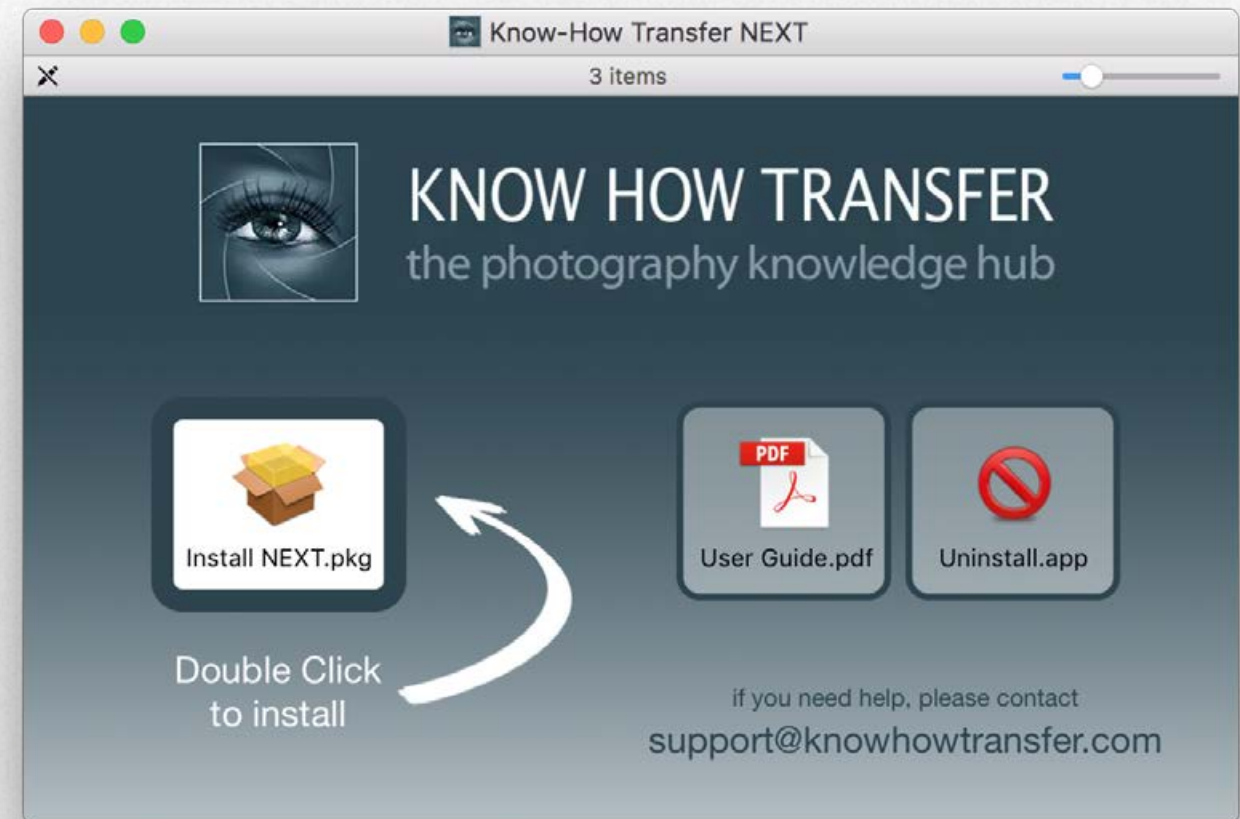 Know-How Transfer NEXT
3 items
KNOW HOW TRANSFER
the photography knowledge hub
Install NEXT.pkg
PDF
User Guide.pdf
Uninstall.app
Double Click
to install
if you need help, please contact
support@knowhowtransfer.com